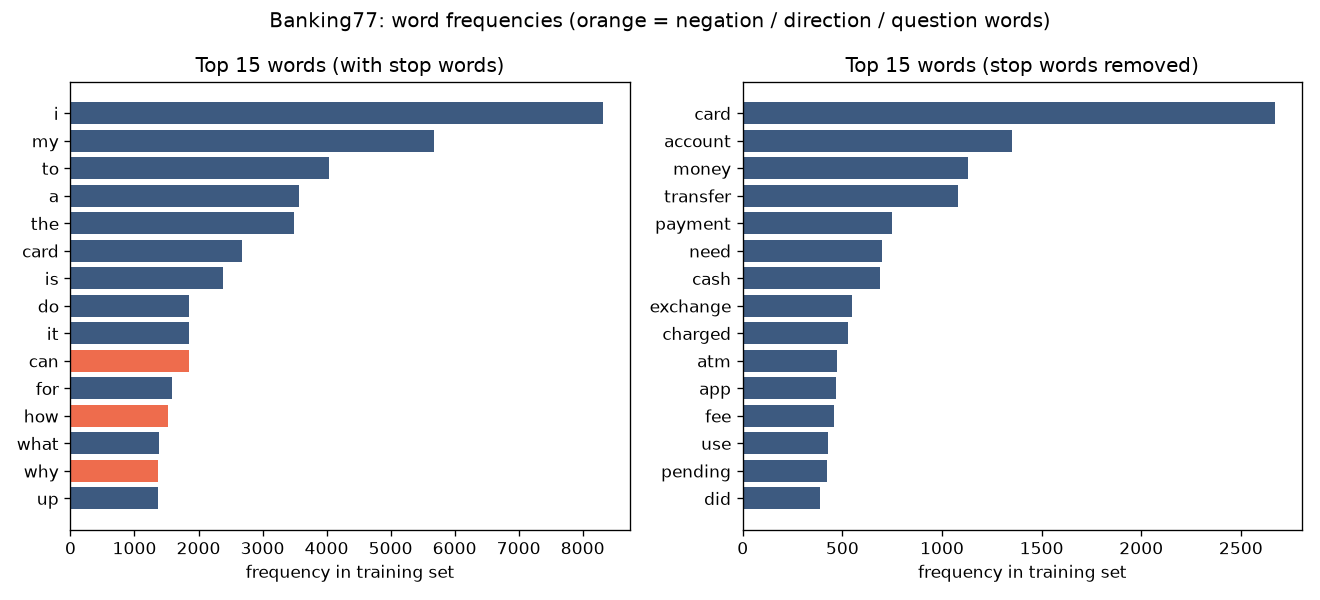 Banking77: word frequencies (orange = negation / direction / question words)
Top 15 words (with stop words)
i
my
to
a
the
card
is
do
it
can
for
how
what
why
up
0 1000 2000 3000 4000 5000 6000 7000 8000
frequency in training set
Top 15 words (stop words removed)
card
account
money
transfer
payment
need
cash
exchange
charged
atm
app
fee
use
pending
did
0 500 1000 1500 2000 2500
frequency in training set